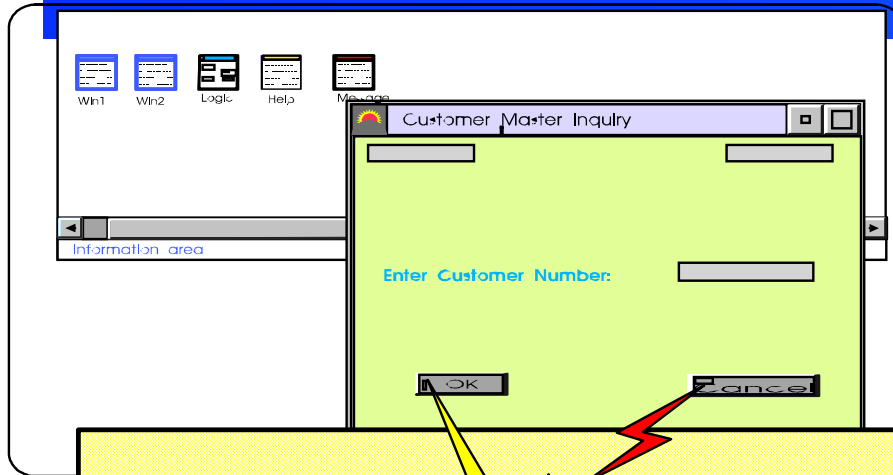 Win1 Win2 Logic Help Message
Customer Master Inquiry
Information area
Enter Customer Number:
OK Cancel